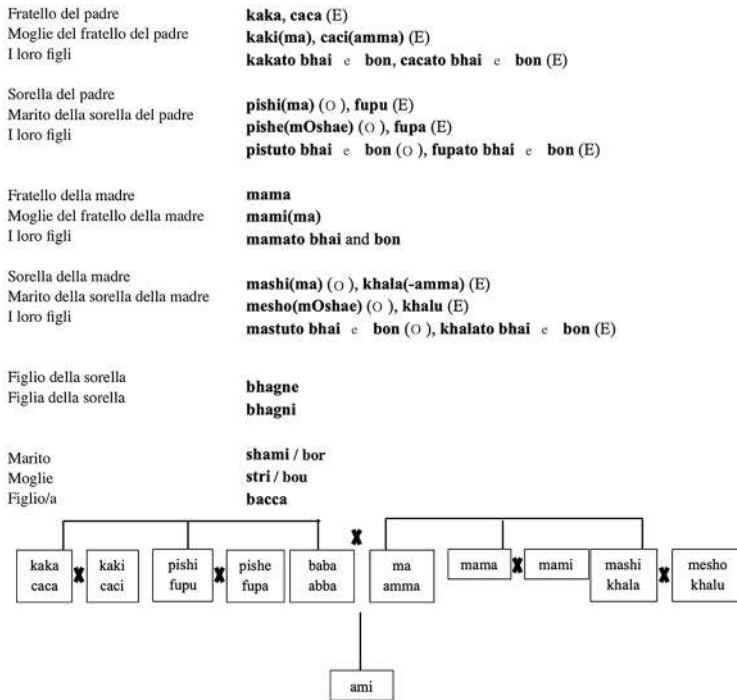 Fratello del padre kaka, caca (E)
Moglie del fratello del padre kaki(ma), caci(amma) (E)
I loro figli kakato bhai e bon, cacato bhai e bon (E)
Sorella del padre pishi(ma) (O ), fupu (E)
Marito della sorella del padre pishe(mOshae) (O ), fupa (E)
I loro figli pistuto bhai e bon (O ), fupato bhai e bon (E)
Fratello della madre mama
Moglie del fratello della madre mami(ma)
I loro figli mamato bhai and bon
Sorella della madre mashi(ma) (O ), khala(-amma) (E)
Marito della sorella della madre mesho(mOshae) (O ), khalu (E)
I loro figli mastuto bhai e bon (O ), khalato bhai e bon (E)
Figlio della sorella bhagne
Figlia della sorella bhagni
Marito shami / bor
Moglie stri / bou
Figlio/a bacca
kaka kaki pishi pishe baba ma mama mami mashi mesho
caca caci fupu fupa abba amma khala khalu
ami